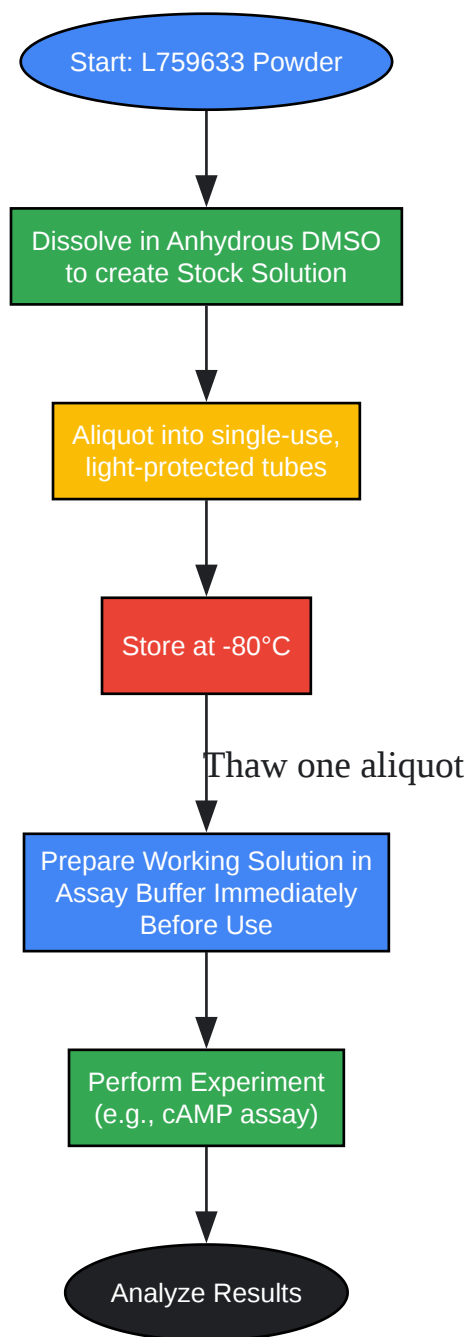 Start: L759633 Powder
Dissolve in Anhydrous DMSO
to create Stock Solution
Aliquot into single-use,
light-protected tubes
Store at -80°C
Thaw one aliquot
Prepare Working Solution in
Assay Buffer Immediately
Before Use
Perform Experiment
(e.g., cAMP assay)
Analyze Results